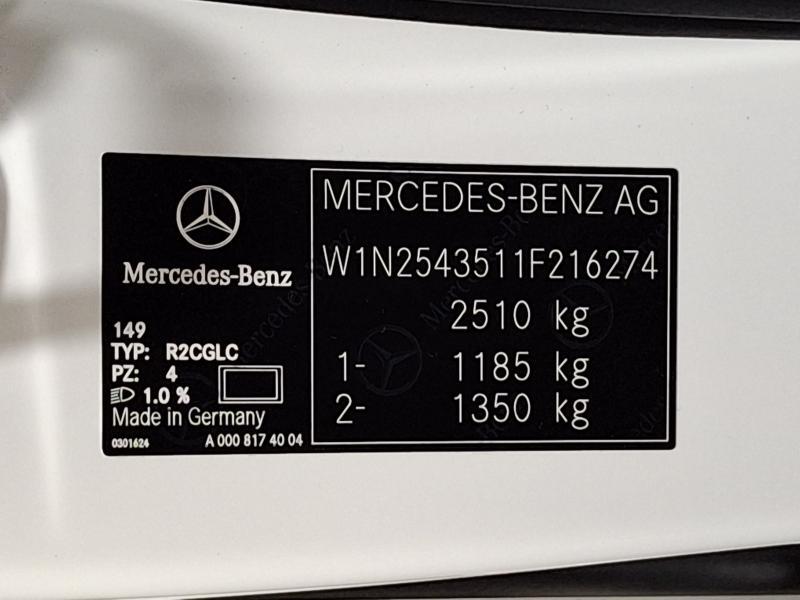 Mercedes-Benz
149
TYP: R2CGLC
PZ: 4
1.0 %
Made in Germany
0301624 A 000 817 40 04
MERCEDES-BENZ AG
W1N2543511F216274
2510 kg
1- 1185 kg
2- 1350 kg